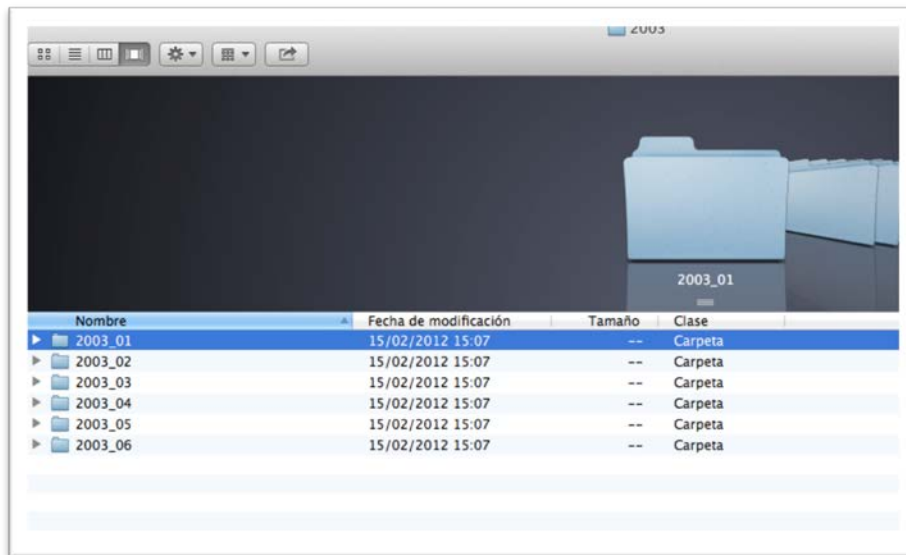 2003
2003_01
Nombre Fecha de modificación Tamaño Clase
2003_01 15/02/2012 15:07 -- Carpeta
2003_02 15/02/2012 15:07 -- Carpeta
2003_03 15/02/2012 15:07 -- Carpeta
2003_04 15/02/2012 15:07 -- Carpeta
2003_05 15/02/2012 15:07 -- Carpeta
2003_06 15/02/2012 15:07 -- Carpeta